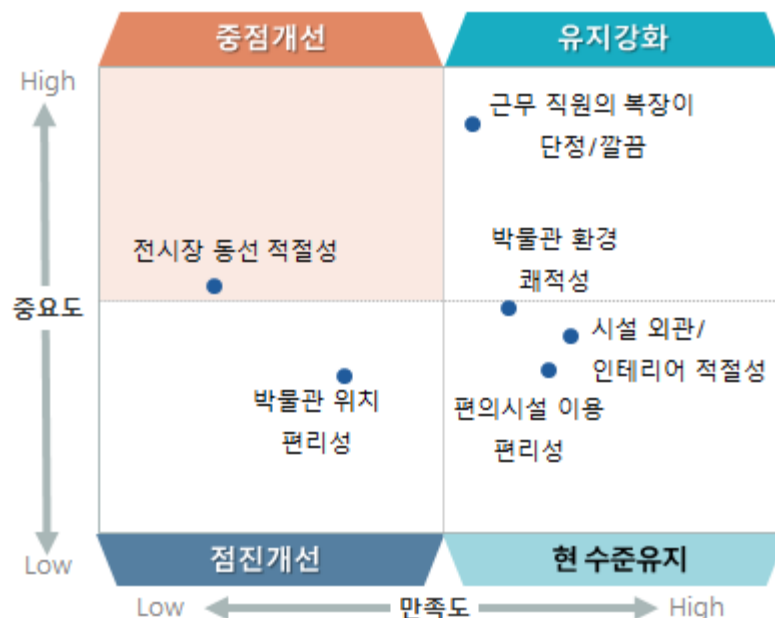 중점개선
유지강화
High
근무 직원의 복장이
단정/깔끔
전시장 동선 적절성
박물관 환경
쾌적성
중요도
시설 외관/
인테리어 적절성
박물관 위치
편리성
편의시설 이용
편리성
Low
점진개선
현 수준유지
Low
만족도
High